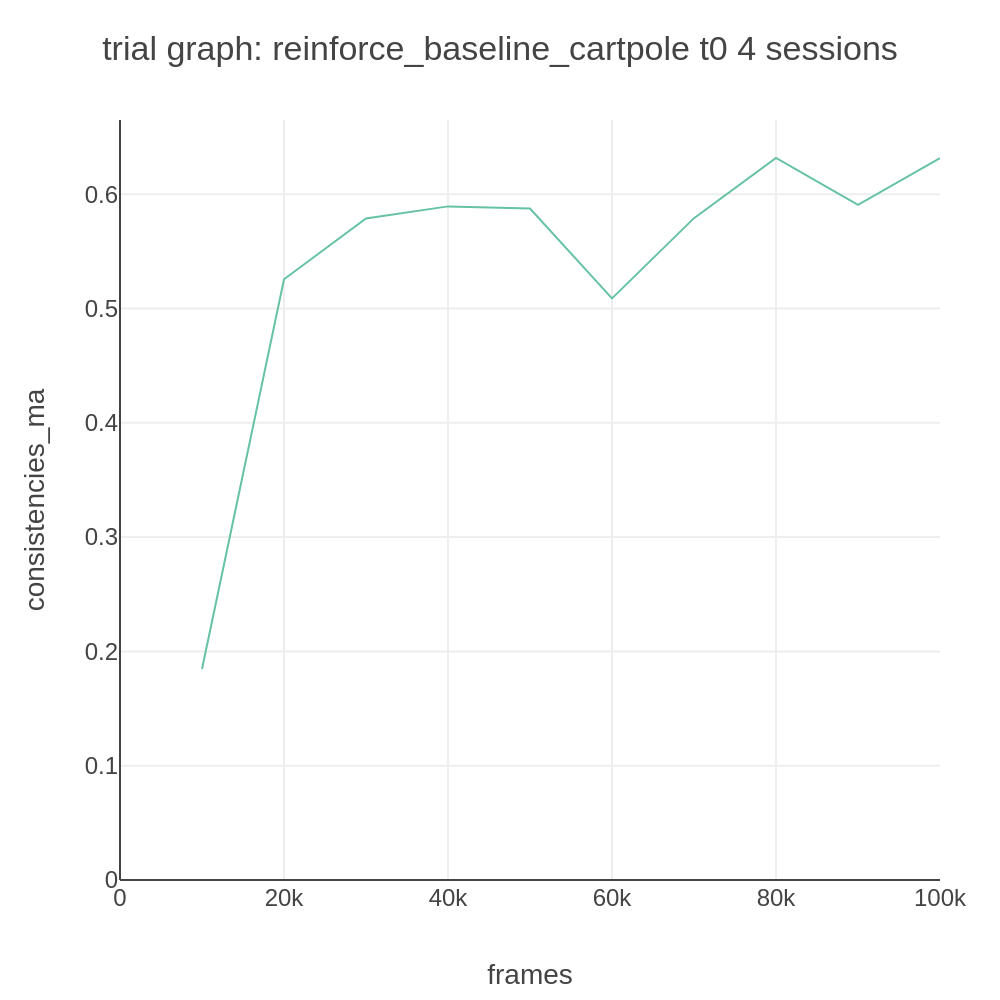 trial graph: reinforce_baseline_cartpole t0 4 sessions
consistencies_ma
0.6
0.5
0.4
0.3
0.2
0.1
0
0
20k
40k
60k
80k
100k
frames